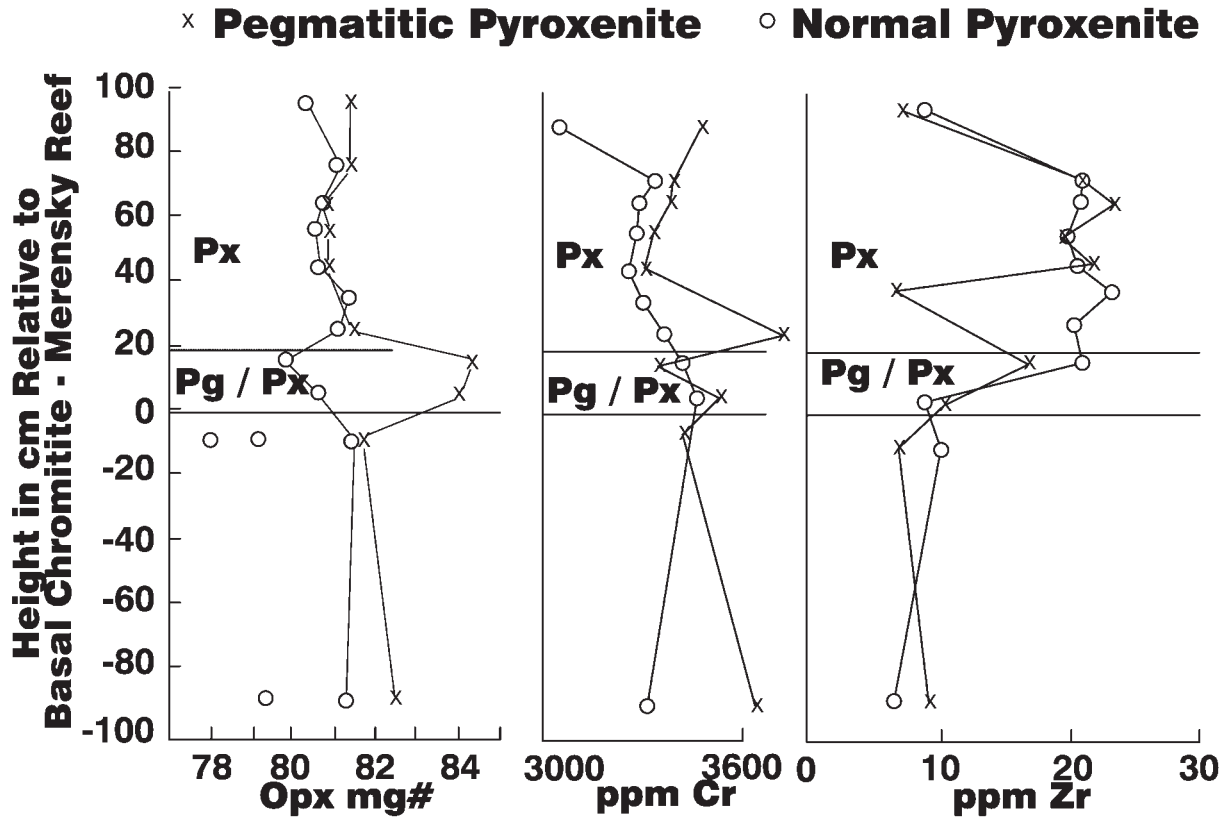 x Pegmatitic Pyroxenite o Normal Pyroxenite
Height in cm Relative to
Basal Chromitite - Merensky Reef
100
80
60
40
20
0
-20
-40
-60
-80
-100
Px
Pg / Px
78 80 82 84
Opx mg#
Px
Pg / Px
3000 3600
ppm Cr
Px
Pg / Px
0 10 20 30
ppm Zr